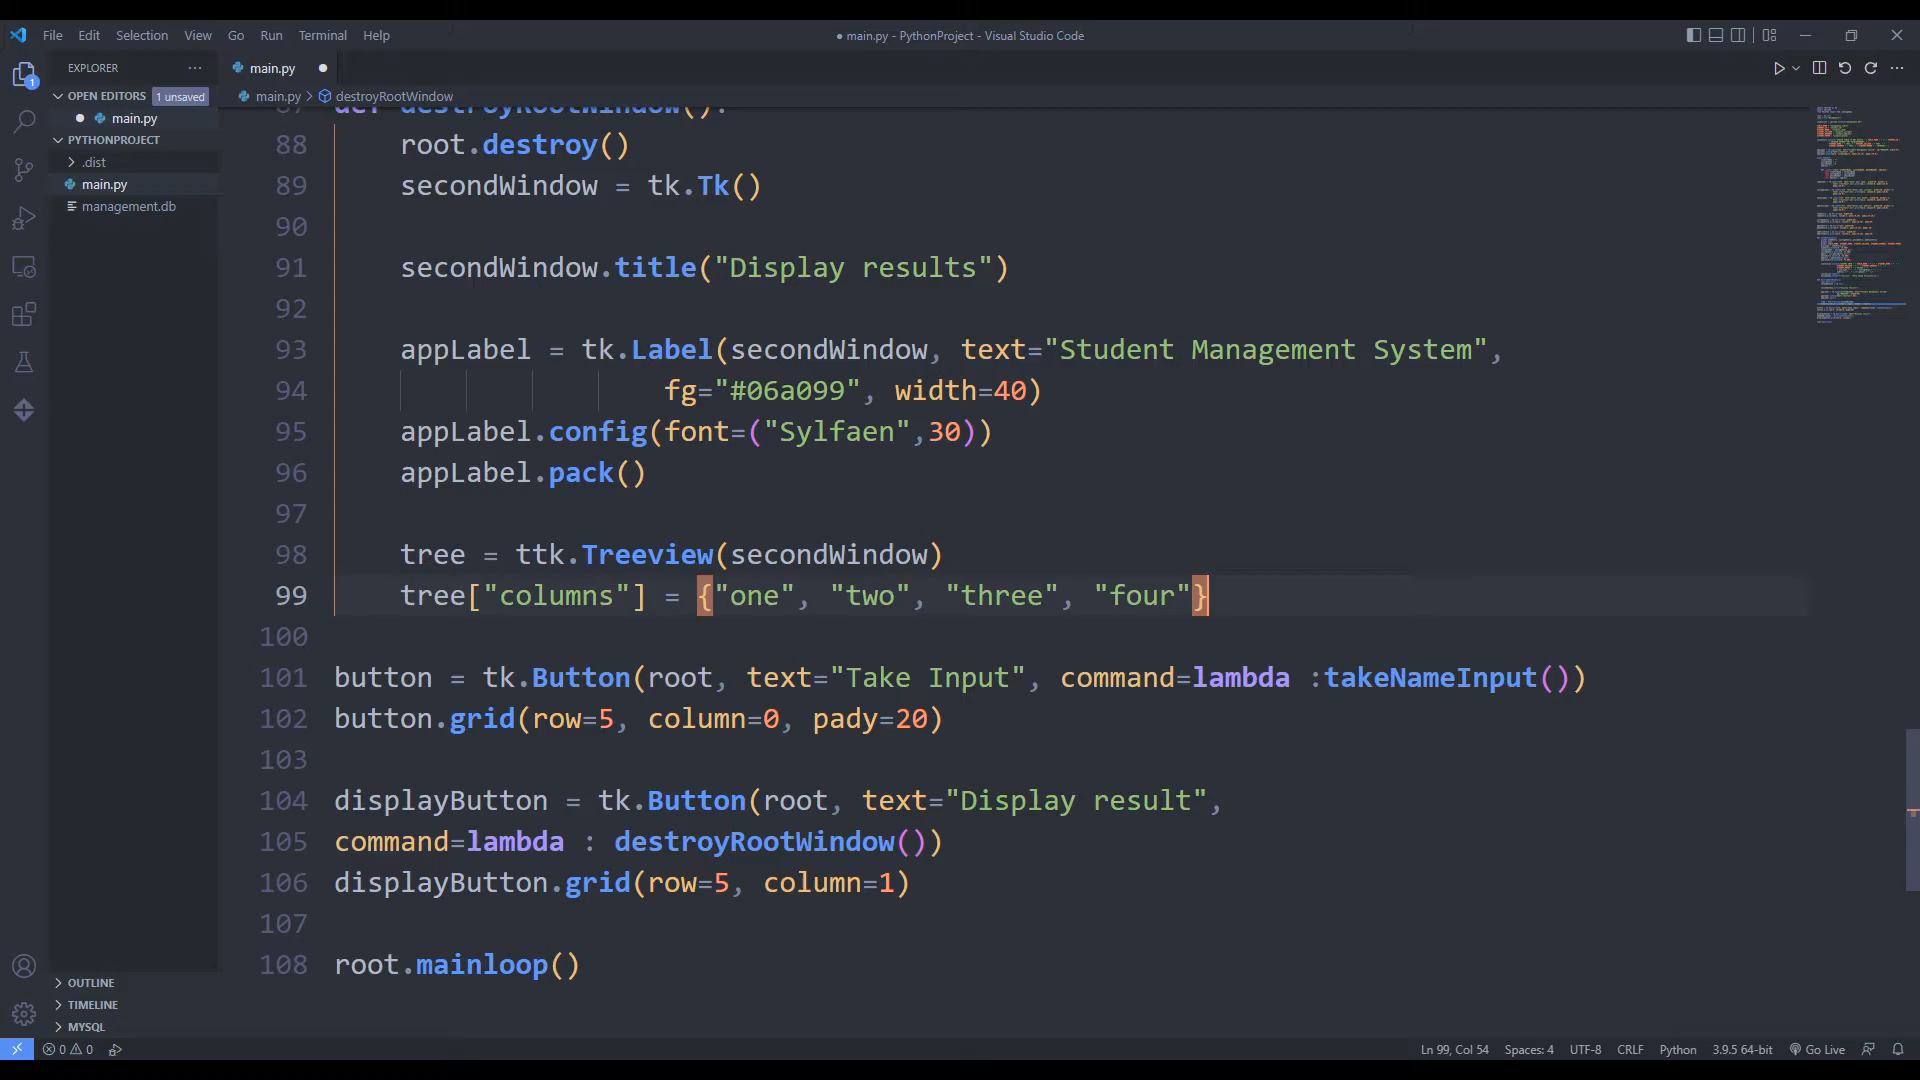 File Edit Selection View Go Run Terminal Help
● main.py - PythonProject - Visual Studio Code
EXPLORER
OPEN EDITORS 1 unsaved
main.py
PYTHONPROJECT
.dist
main.py
management.db
OUTLINE
TIMELINE
MYSQL
1
main.py
main.py > destroyRootWindow
87 def destroyRootWindow():
88 root.destroy()
89 secondWindow = tk.Tk()
90
91 secondWindow.title("Display results")
92
93 appLabel = tk.Label(secondWindow, text="Student Management System",
94 fg="#06a099", width=40)
95 appLabel.config(font=("Sylfaen",30))
96 appLabel.pack()
97
98 tree = ttk.Treeview(secondWindow)
99 tree["columns"] = {"one", "two", "three", "four"}
100
101 button = tk.Button(root, text="Take Input", command=lambda :takeNameInput())
102 button.grid(row=5, column=0, pady=20)
103
104 displayButton = tk.Button(root, text="Display result",
105 command=lambda : destroyRootWindow())
106 displayButton.grid(row=5, column=1)
107
108 root.mainloop()
0 0
Ln 99, Col 54 Spaces: 4 UTF-8 CRLF Python 3.9.5 64-bit Go Live